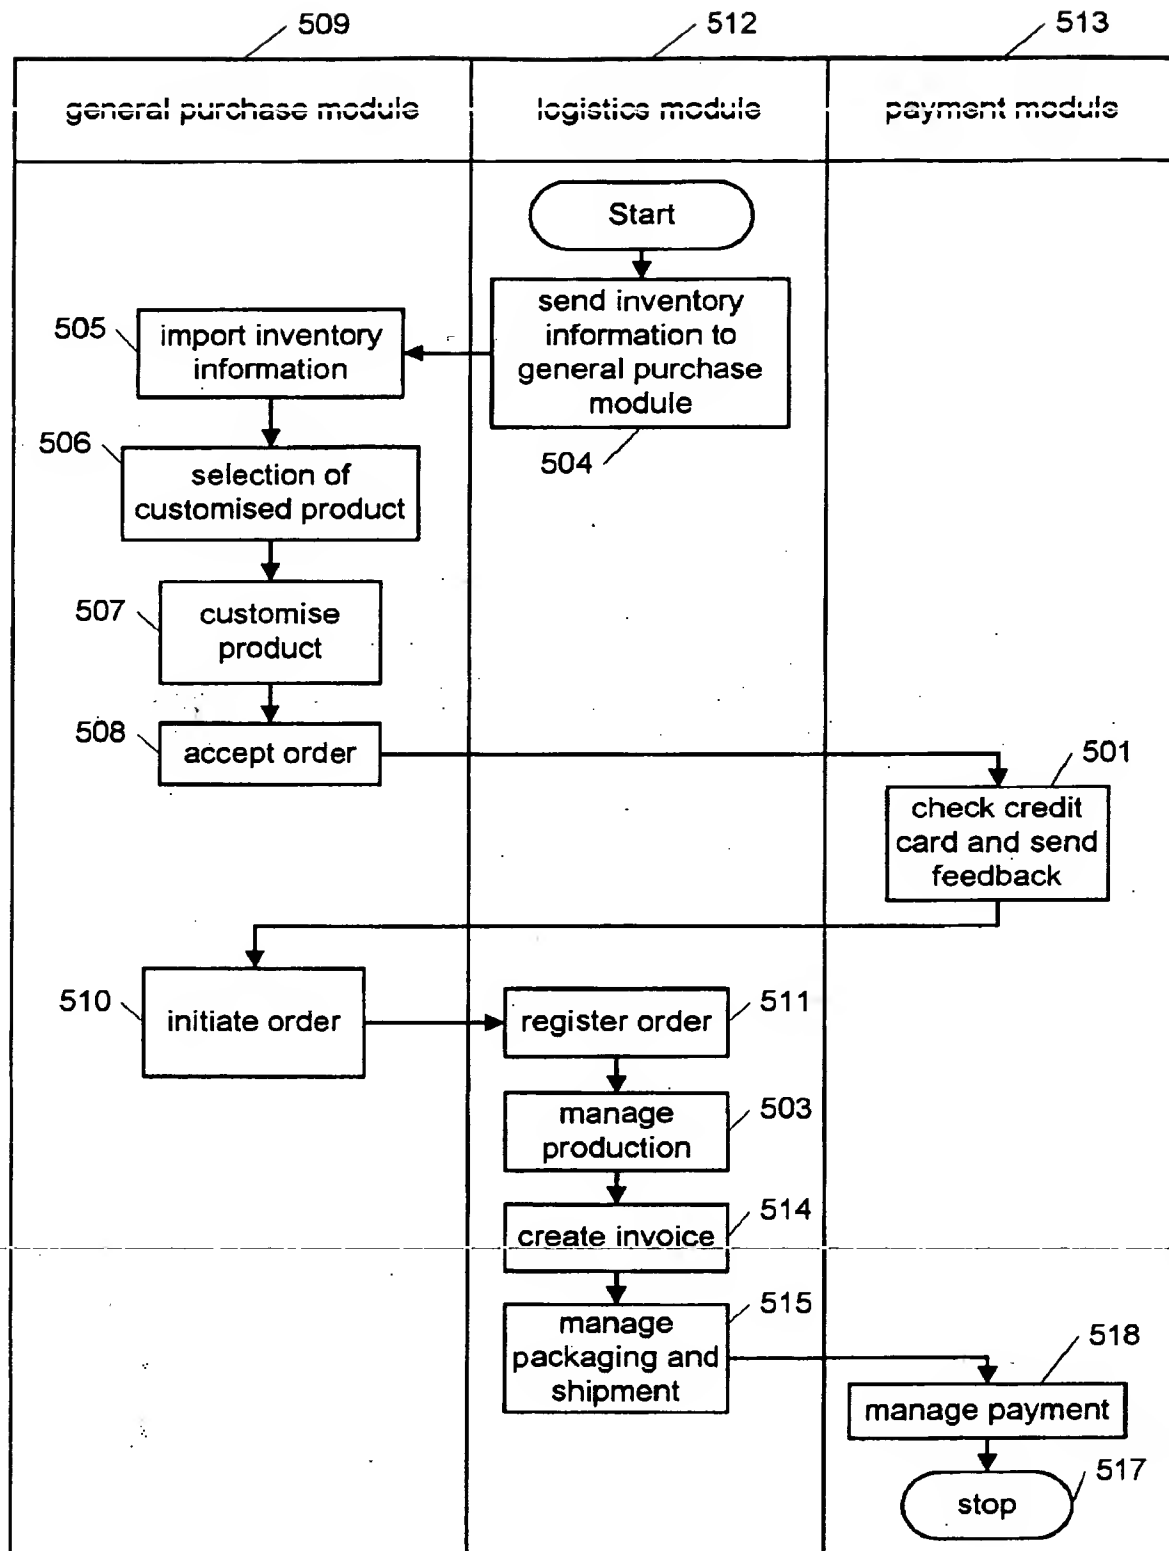 509
512
513
general purchase module
logistics module
payment module
Start
send inventory
information to
general purchase
module
504
505
import inventory
information
506
selection of
customised product
507
customise
product
508
accept order
501
check credit
card and send
feedback
510
initiate order
511
register order
503
manage
production
514
create invoice
515
manage
packaging and
shipment
518
manage payment
517
stop